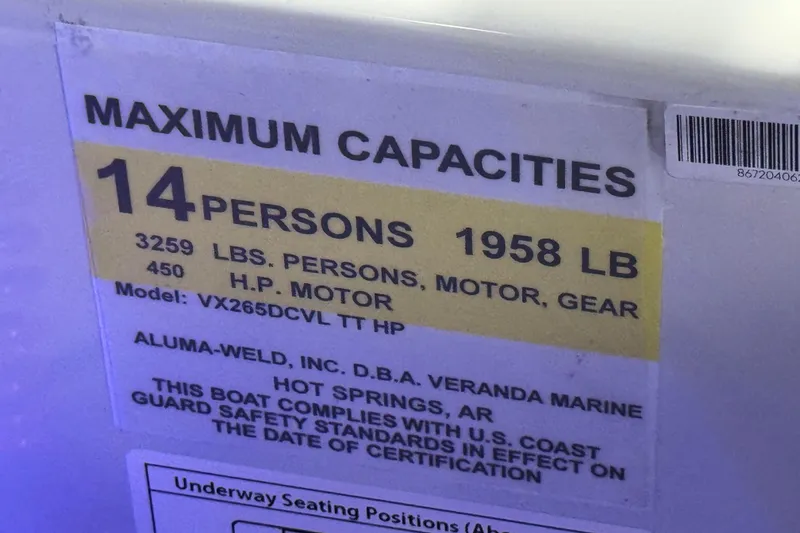 MAXIMUM CAPACITIES
14 PERSONS 1958 LB
3259 LBS. PERSONS, MOTOR, GEAR
450 H.P. MOTOR
Model: VX265DCVL TT HP
ALUMA-WELD, INC. D.B.A. VERANDA MARINE
HOT SPRINGS, AR
THIS BOAT COMPLIES WITH U.S. COAST
GUARD SAFETY STANDARDS IN EFFECT ON
THE DATE OF CERTIFICATION
86720406
Underway Seating Positions